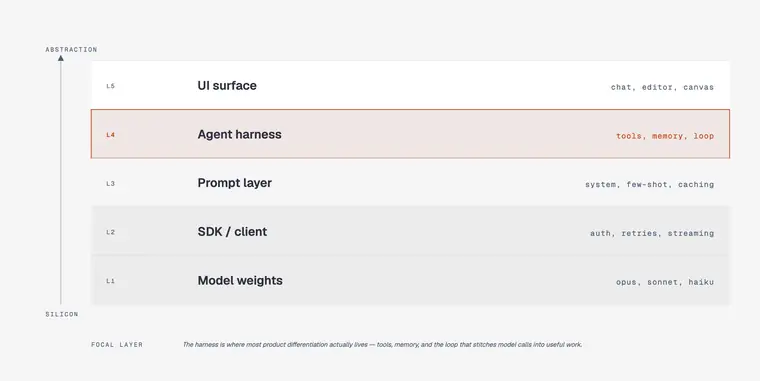 ABSTRACTION
L5 UI surface chat, editor, canvas
L4 Agent harness tools, memory, loop
L3 Prompt layer system, few-shot, caching
L2 SDK / client auth, retries, streaming
L1 Model weights opus, sonnet, haiku
SILICON
FOCAL LAYER The harness is where most product differentiation actually lives — tools, memory, and the loop that stitches model calls into useful work.